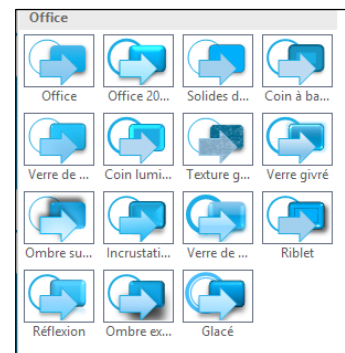 Office
Office Office 20... Solides d... Coin à ba...
Verre de ... Coin lumi... Texture g... Verre givré
Ombre su... Incrustati... Verre de ... Riblet
Réflexion Ombre ex... Glacé